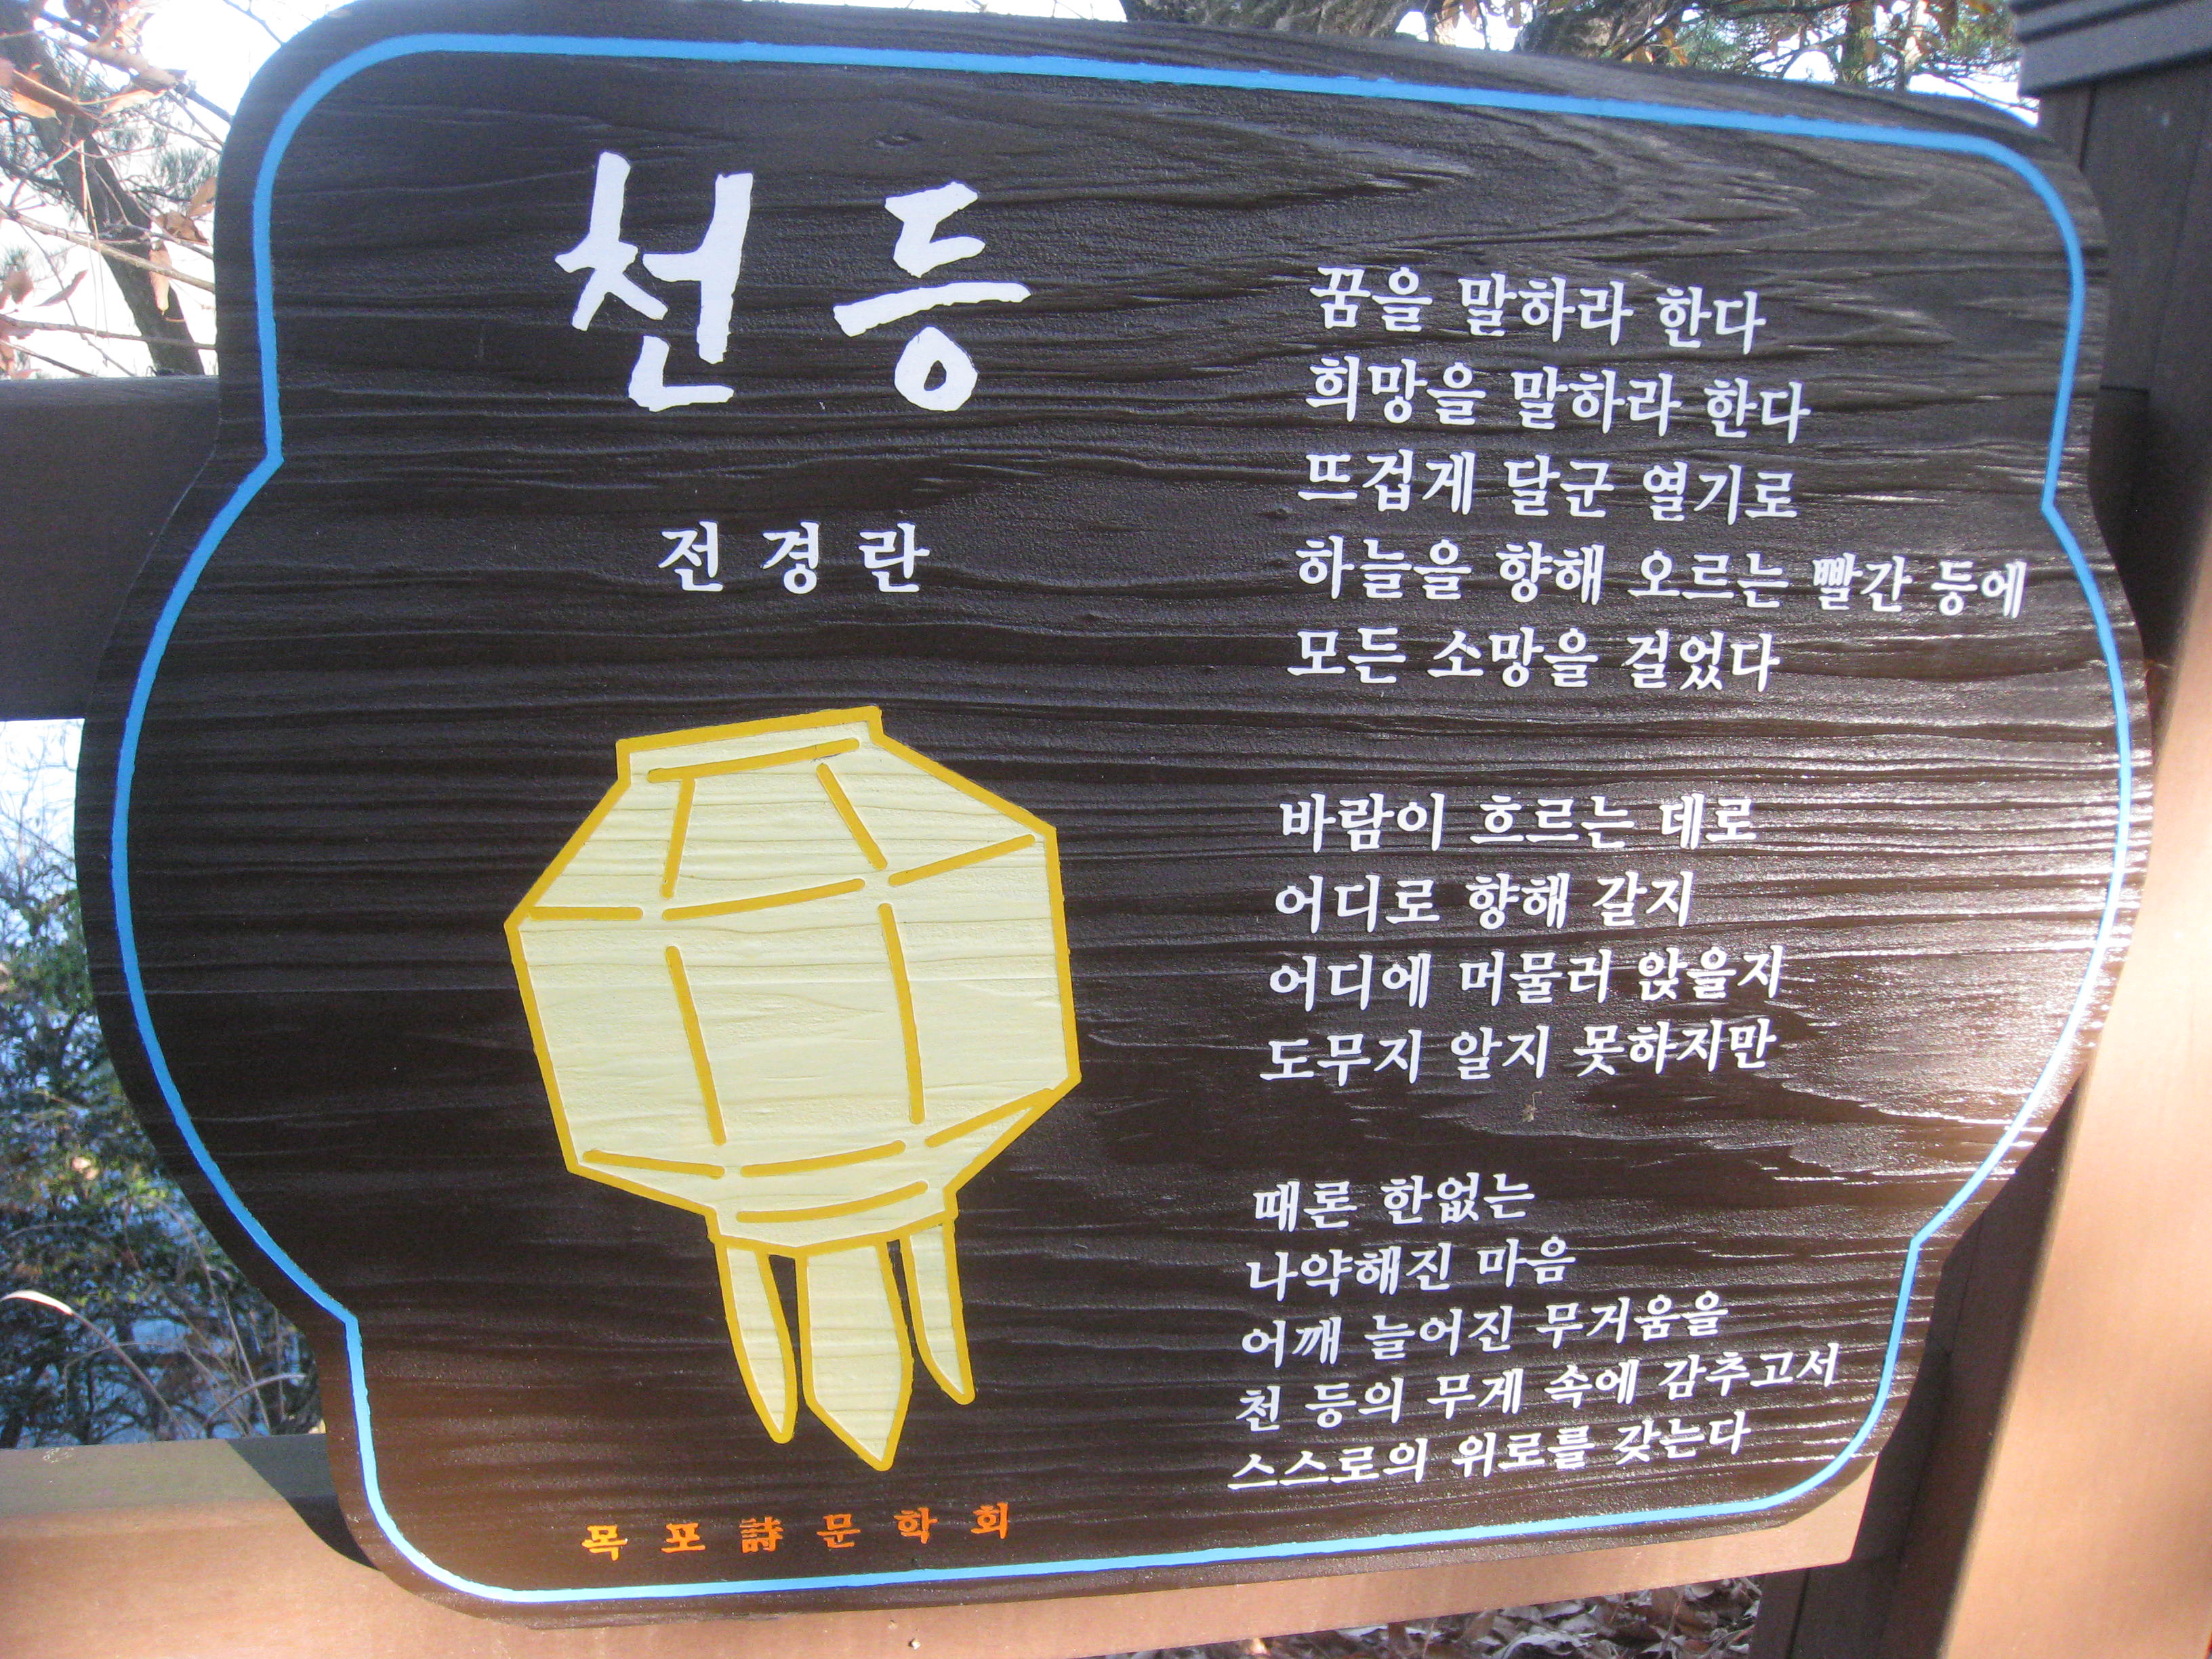 천등
전경란
꿈을 말하라 한다
희망을 말하라 한다
뜨겁게 달군 열기로
하늘을 향해 오르는 빨간 등에
모든 소망을 걸었다
바람이 흐르는 데로
어디로 향해 갈지
어디에 머물러 앉을지
도무지 알지 못하지만
때론 한없는
나약해진 마음
어깨 늘어진 무거움을
천 등의 무게 속에 감추고서
스스로의 위로를 갖는다
목포詩문학회